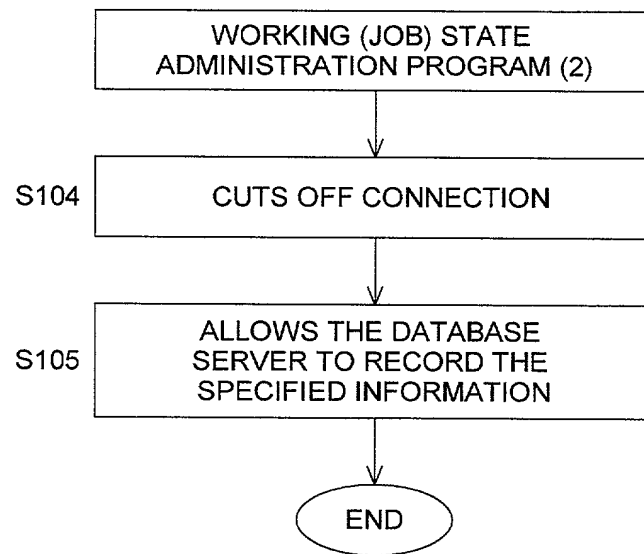 WORKING (JOB) STATE
ADMINISTRATION PROGRAM (2)
S104
CUTS OFF CONNECTION
S105
ALLOWS THE DATABASE
SERVER TO RECORD THE
SPECIFIED INFORMATION
END